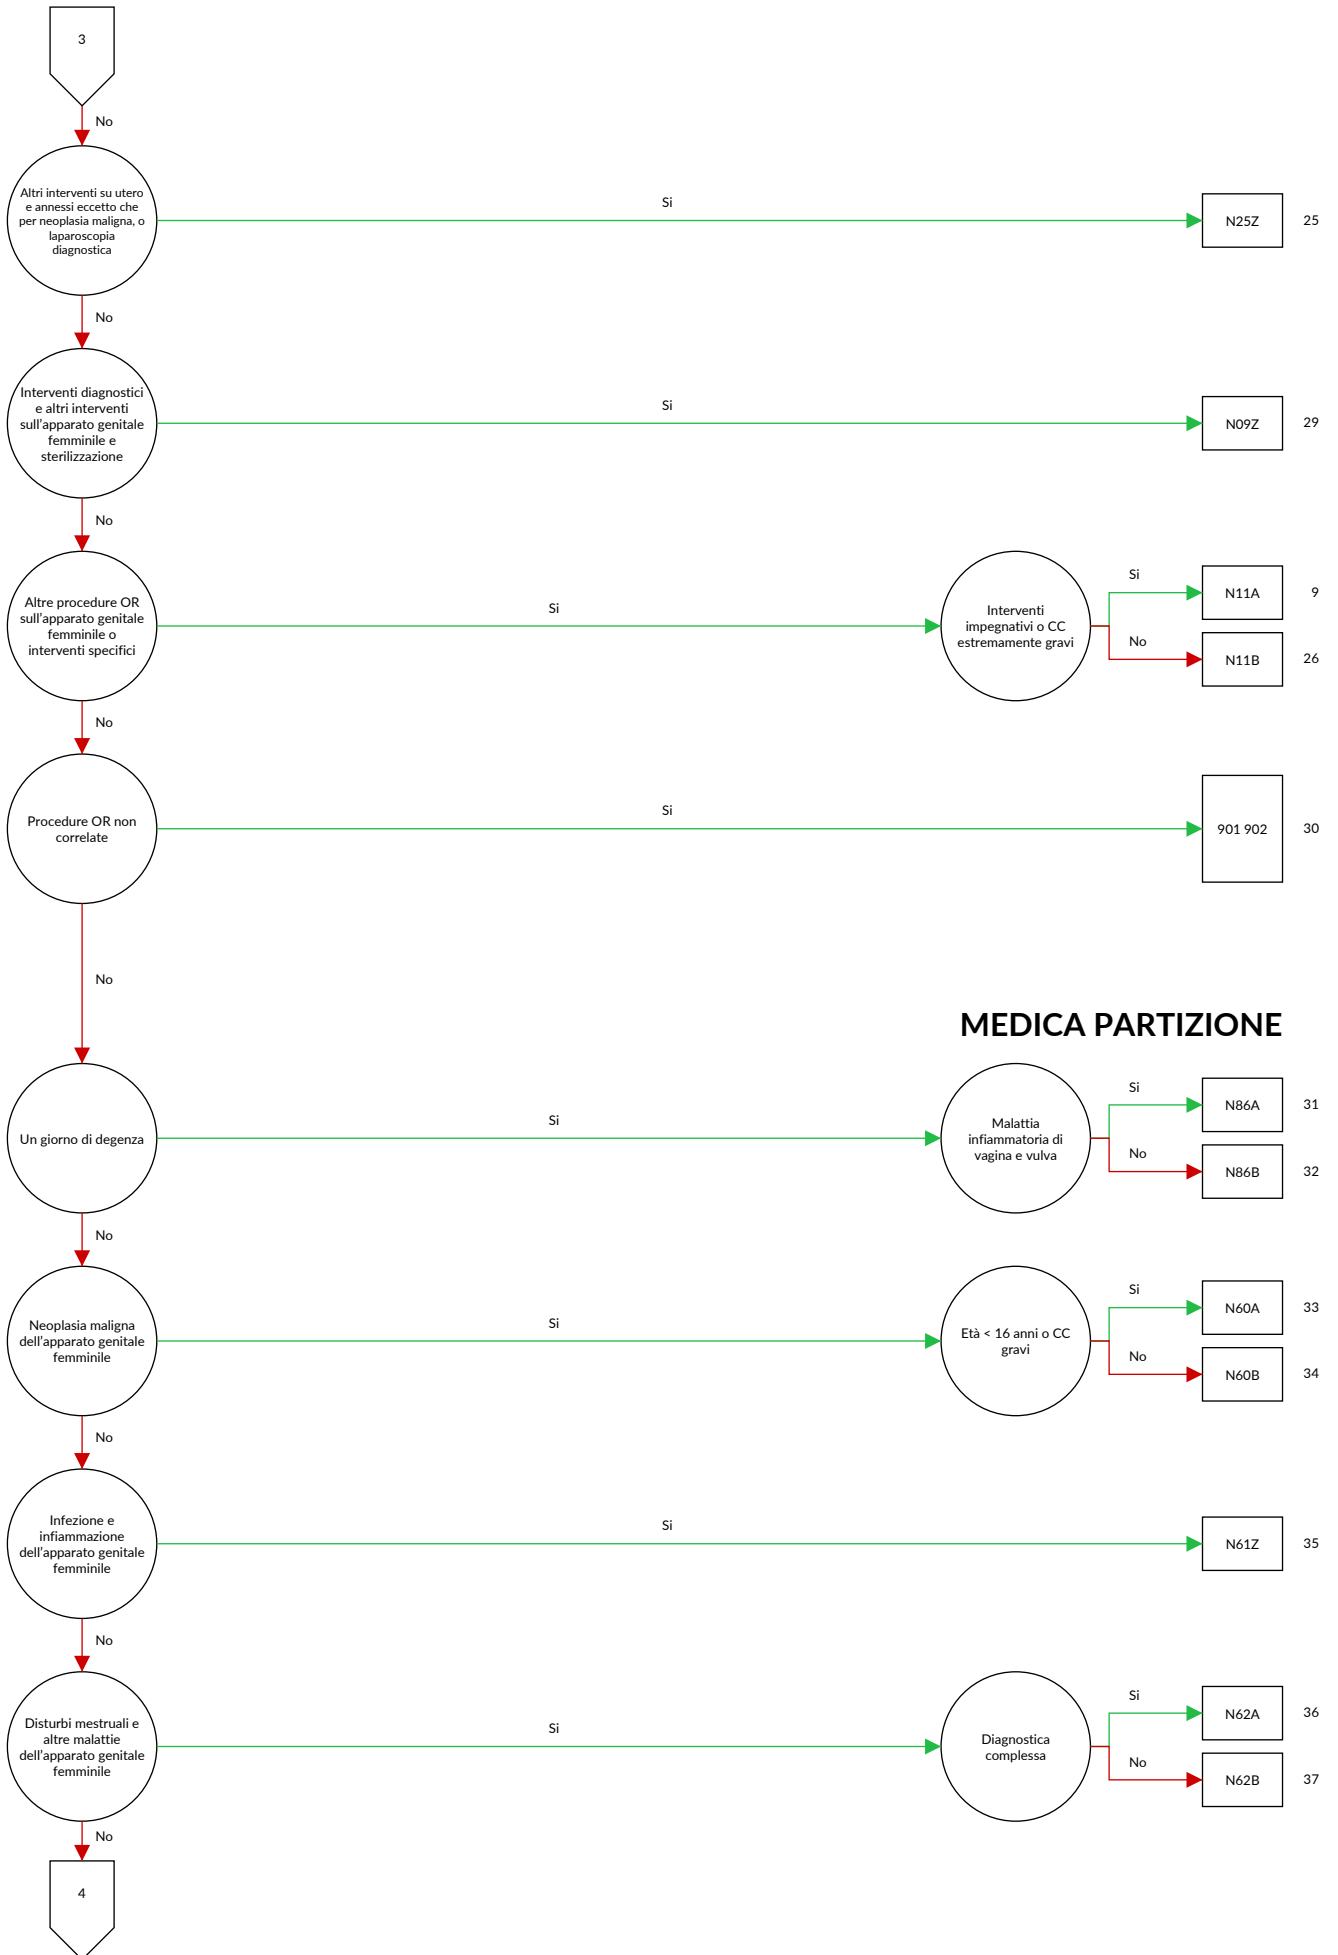 3
No
Altri interventi su utero
e annessi eccetto che
per neoplasia maligna, o
laparoscopia
diagnostica
Si
N25Z
25
No
Interventi diagnostici
e altri interventi
sull'apparato genitale
femminile e
sterilizzazione
Si
N09Z
29
No
Altre procedure OR
sull'apparato genitale
femminile o
interventi specifici
Si
Interventi
impegnativi o CC
estremamente gravi
Si
N11A
9
No
N11B
26
No
Procedure OR non
correlate
Si
901 902
30
No
MEDICA PARTIZIONE
Un giorno di degenza
Si
Malattia
infiammatoria di
vagina e vulva
Si
N86A
31
No
N86B
32
No
Neoplasia maligna
dell'apparato genitale
femminile
Si
Età < 16 anni o CC
gravi
Si
N60A
33
No
N60B
34
No
Infezione e
infiammazione
dell'apparato genitale
femminile
Si
N61Z
35
No
Disturbi mestruali e
altre malattie
dell'apparato genitale
femminile
Si
Diagnostica
complessa
Si
N62A
36
No
N62B
37
No
4